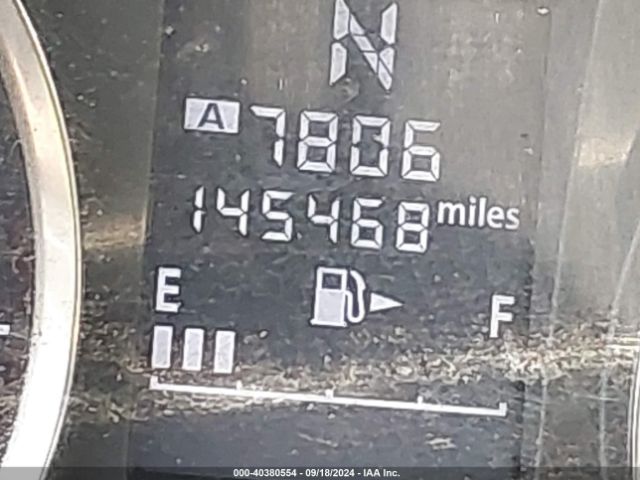 N
A 7806
145468 miles
E F
000-40380554 - 09/18/2024 - IAA Inc.